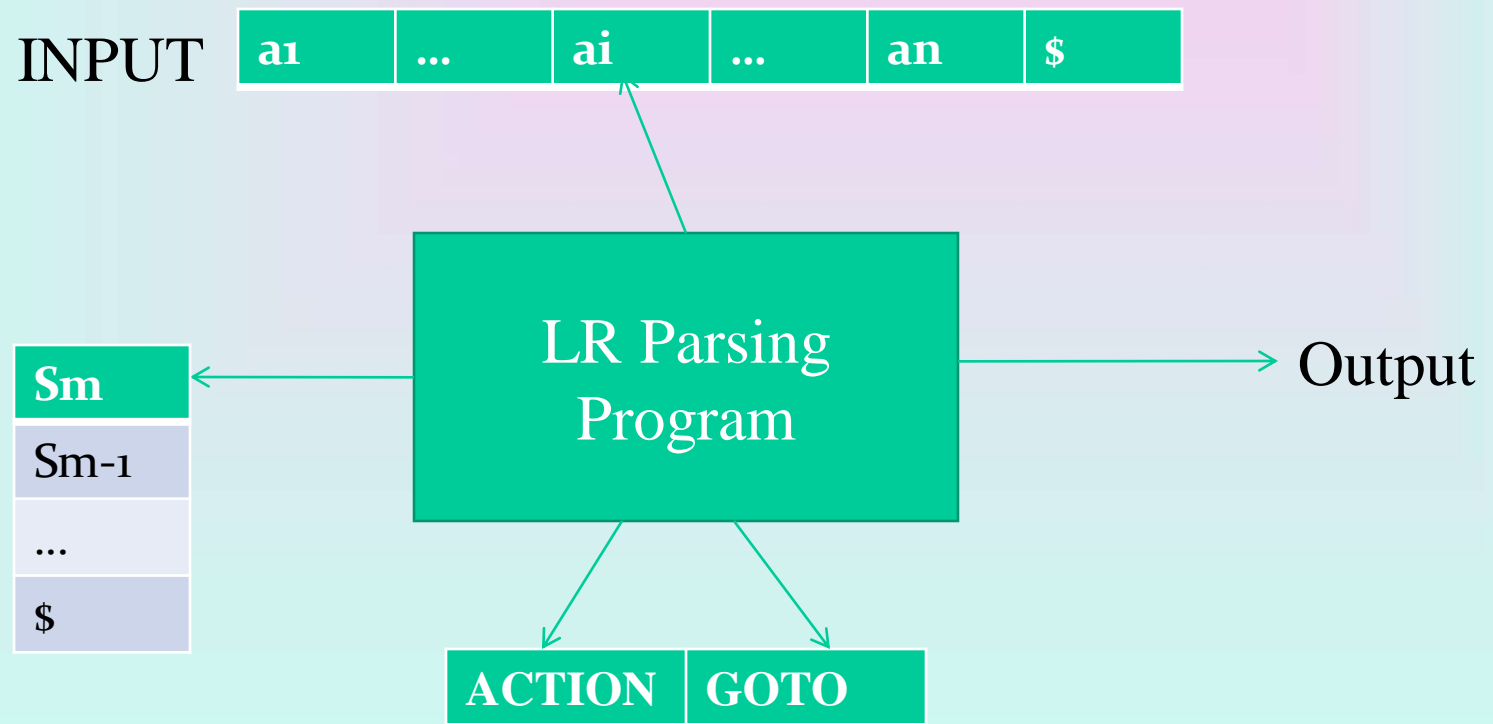 INPUT a1 ... ai ... an $
LR Parsing
Program
Output
Sm
Sm-1
...
$
ACTION GOTO